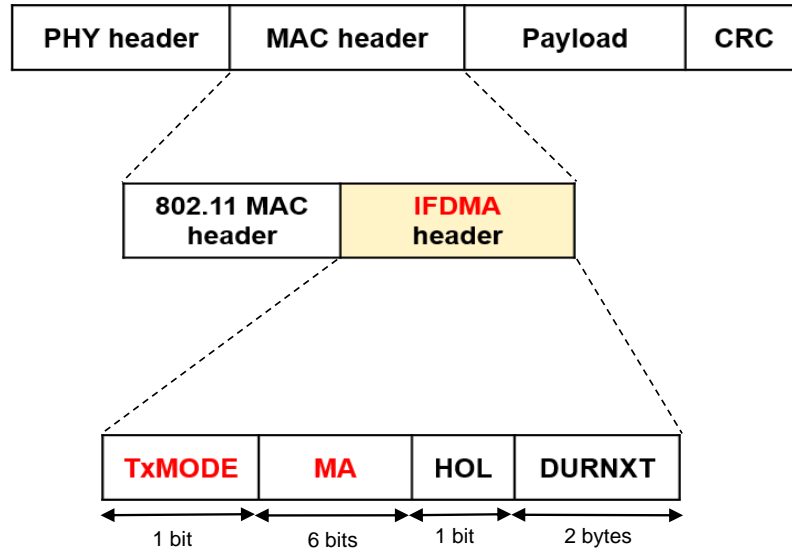 PHY header MAC header Payload CRC
802.11 MAC header
IFDMA header
TxMODE MA HOL DURNXT
1 bit 6 bits 1 bit 2 bytes